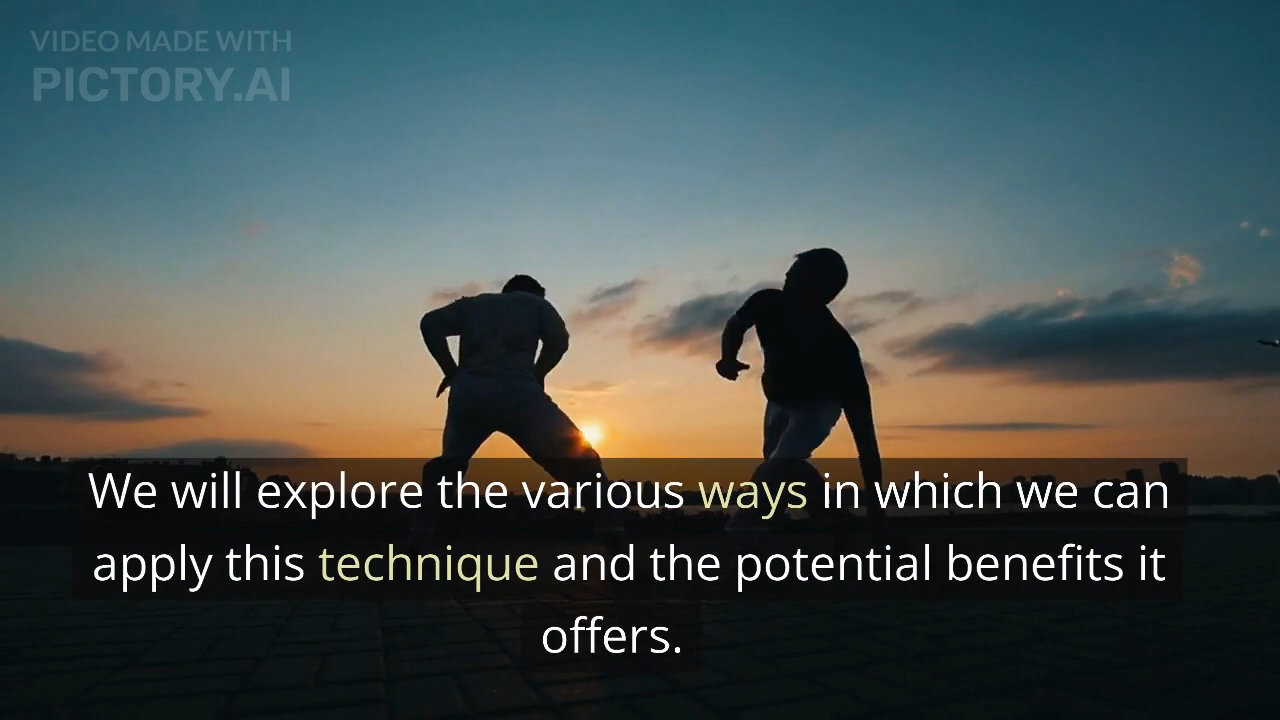 VIDEO MADE WITH
PICTORY.AI
We will explore the various ways in which we can
apply this technique and the potential benefits it
offers.